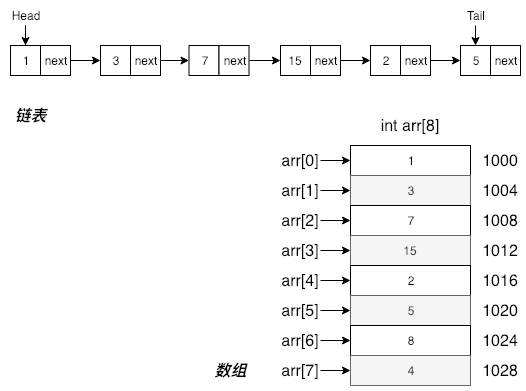 Head Tail
1 next 3 next 7 next 15 next 2 next 5 next
链表
int arr[8]
arr[0] 1 1000
arr[1] 3 1004
arr[2] 7 1008
arr[3] 15 1012
arr[4] 2 1016
arr[5] 5 1020
arr[6] 8 1024
数组 arr[7] 4 1028